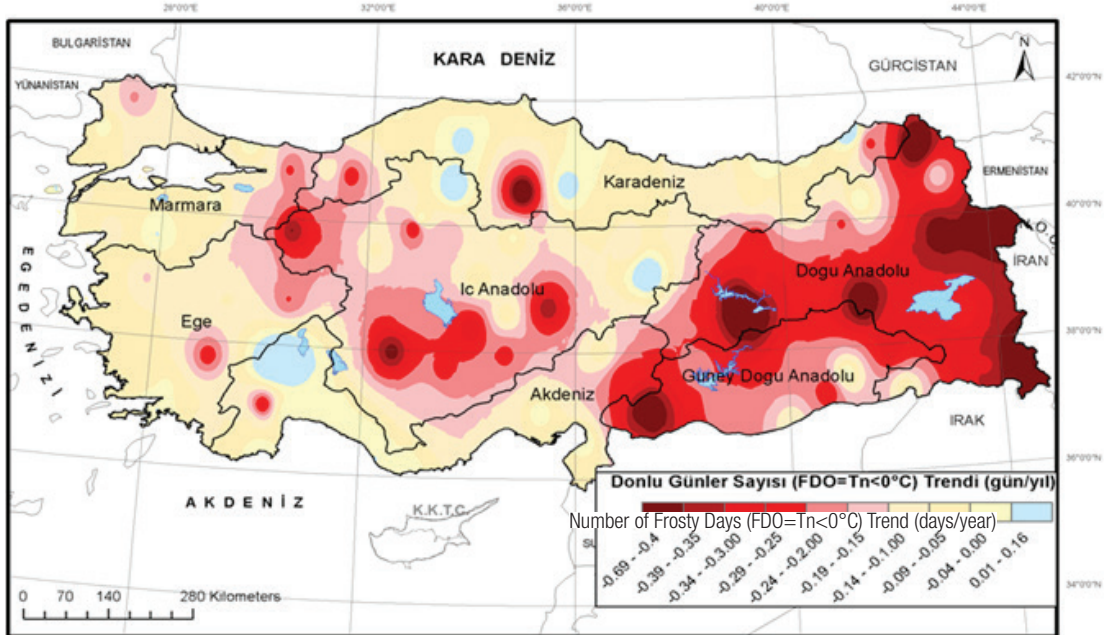 28°0'0"E 32°0'0"E 36°0'0"E 40°0'0"E 44°0'0"E
BULGARİSTAN
KARA DENİZ
N
GÜRCİSTAN
42°0'0"N
YÜNANİSTAN
ERMENİSTAN
Karadeniz
Marmara
40°0'0"N
İRAN
EGEDENİZİ
Dogu Anadolu
Ic Anadolu
Ege
38°0'0"N
Güney Dogu Anadolu
Akdeniz
IRAK
36°0'0"N
AKDENİZ
K.K.T.C.
Donlu Günler Sayısı (FDO=Tn<0ºC) Trendi (gün/yıl)
Number of Frosty Days (FDO=Tn<0°C) Trend (days/year)
-0.69 - -0.4
-0.39 - -0.35
-0.34 - -0.3.00
-0.29 - -0.25
-0.24 - -0.2.00
-0.19 - -0.15
-0.14 - -0.1.00
-0.09 - -0.05
-0.04 - 0.00
0.01 - 0.16
34°0'0"N
0 70 140 280 Kilometers